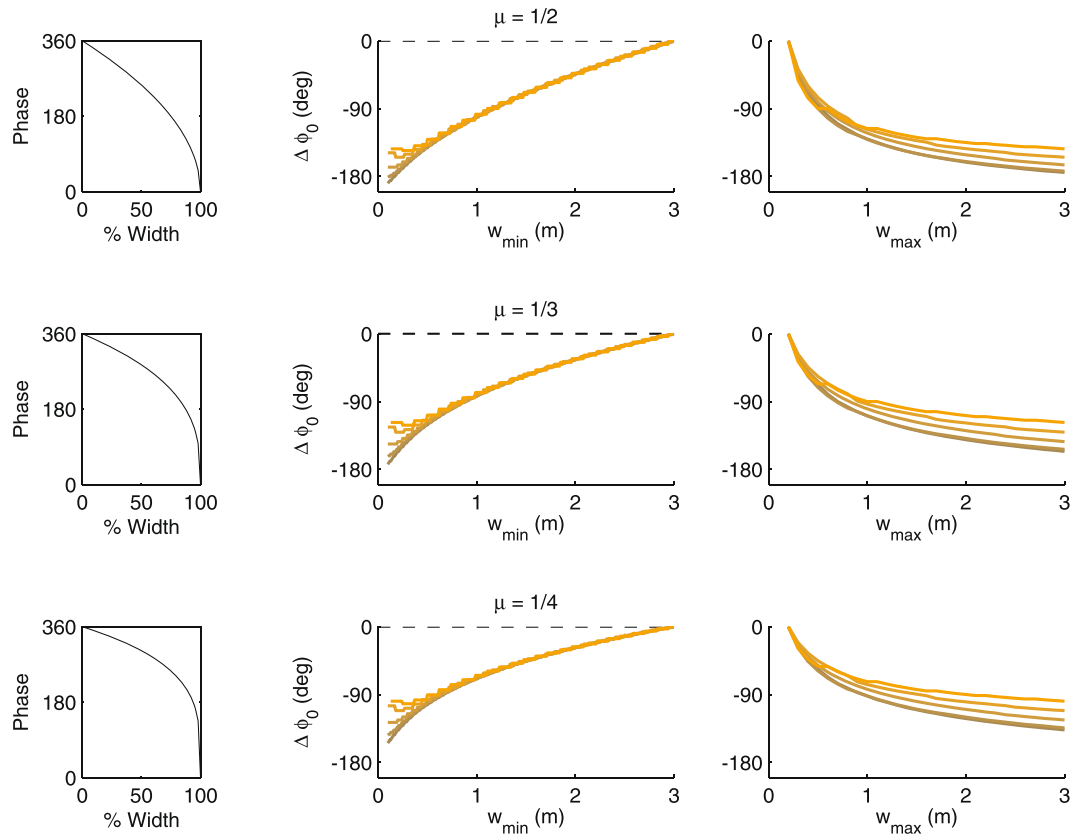 μ = 1/2
360
180
0
Phase
0 50 100
% Width
0
-90
-180
Δ ϕ0 (deg)
0 1 2 3
wmin (m)
0
-90
-180
0 1 2 3
wmax (m)
μ = 1/3
360
180
0
Phase
0 50 100
% Width
0
-90
-180
Δ ϕ0 (deg)
0 1 2 3
wmin (m)
0
-90
-180
0 1 2 3
wmax (m)
μ = 1/4
360
180
0
Phase
0 50 100
% Width
0
-90
-180
Δ ϕ0 (deg)
0 1 2 3
wmin (m)
0
-90
-180
0 1 2 3
wmax (m)